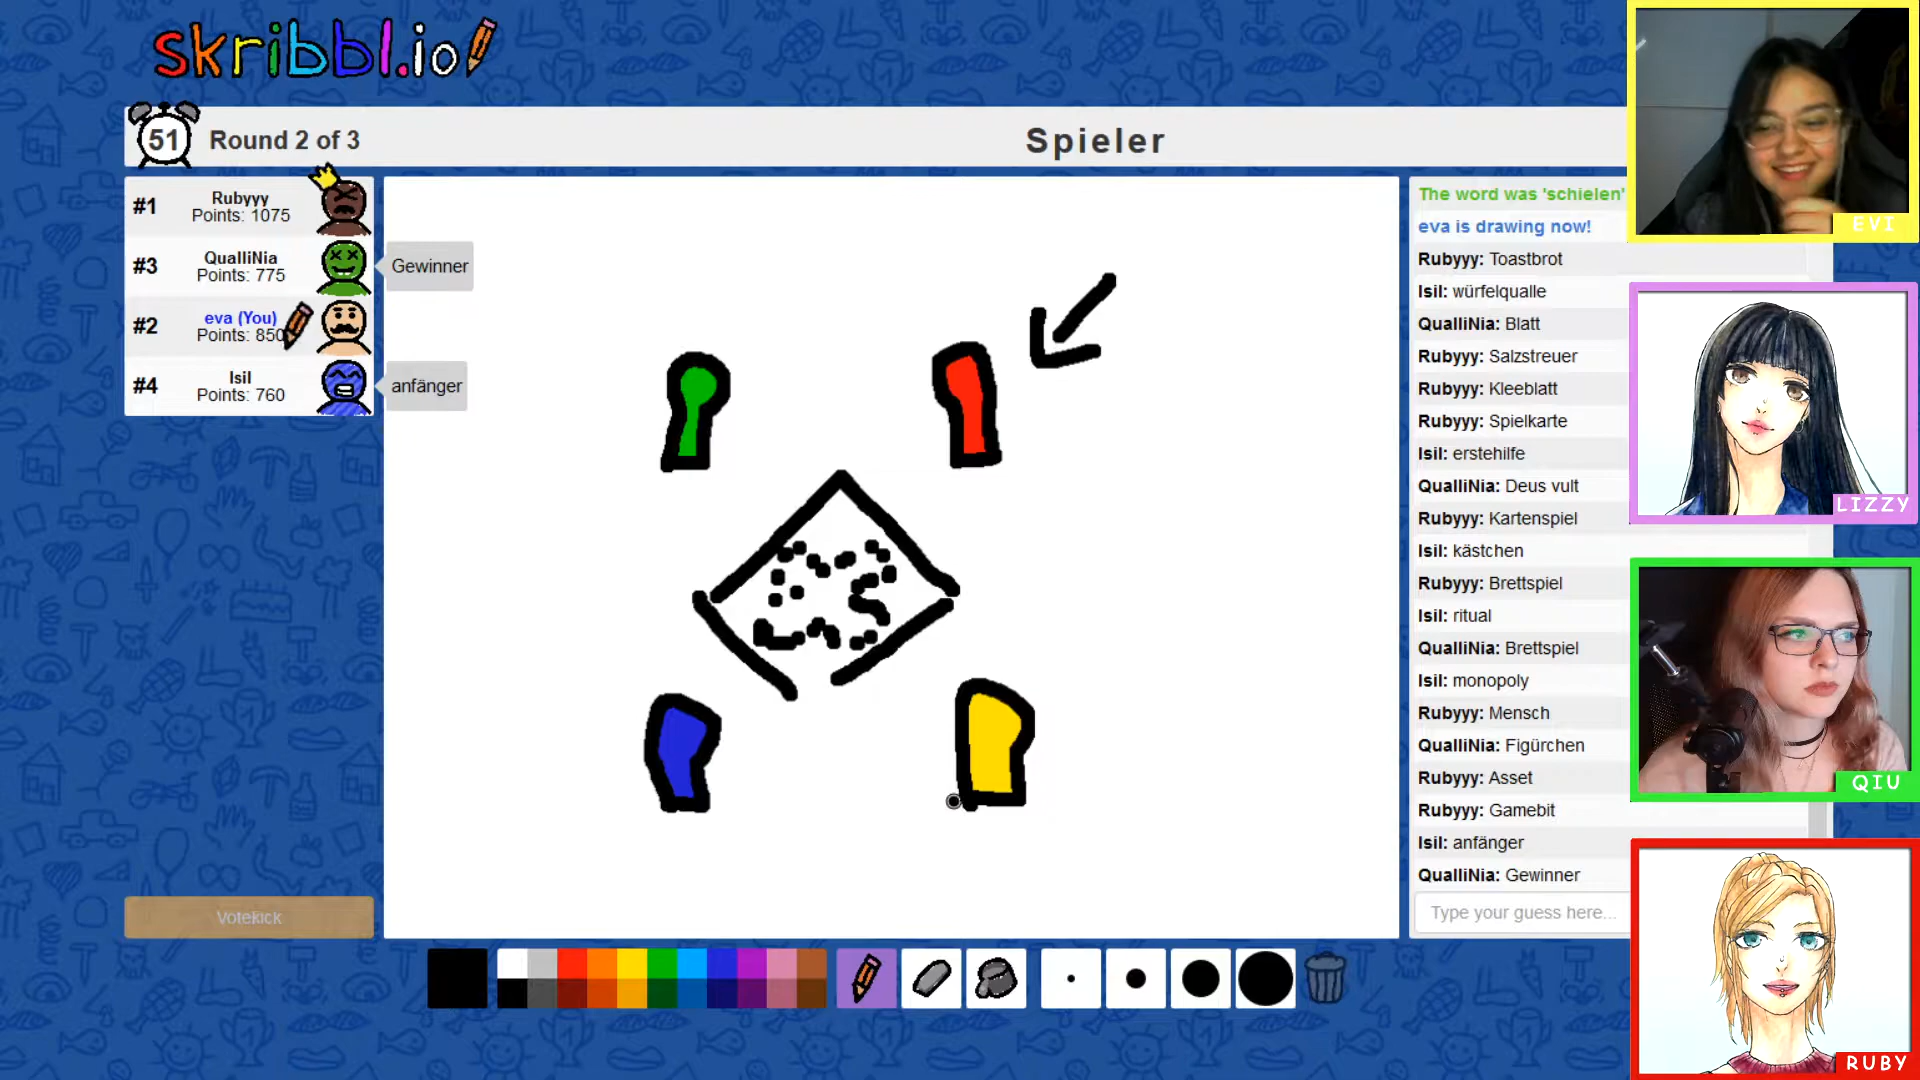 skribbl.io
51
Round 2 of 3
Spieler
#1
Rubyyy
Points: 1075
#3
QualliNia
Points: 775
Gewinner
#2
eva (You)
Points: 850
#4
Isil
Points: 760
anfänger
Votekick
The word was 'schielen'
eva is drawing now!
Rubyyy: Toastbrot
Isil: würfelqualle
QualliNia: Blatt
Rubyyy: Salzstreuer
Rubyyy: Kleeblatt
Rubyyy: Spielkarte
Isil: erstehilfe
QualliNia: Deus vult
Rubyyy: Kartenspiel
Isil: kästchen
Rubyyy: Brettspiel
Isil: ritual
QualliNia: Brettspiel
Isil: monopoly
Rubyyy: Mensch
QualliNia: Figürchen
Rubyyy: Asset
Rubyyy: Gamebit
Isil: anfänger
QualliNia: Gewinner
Type your guess here...
EVI
LIZZY
QIU
RUBY